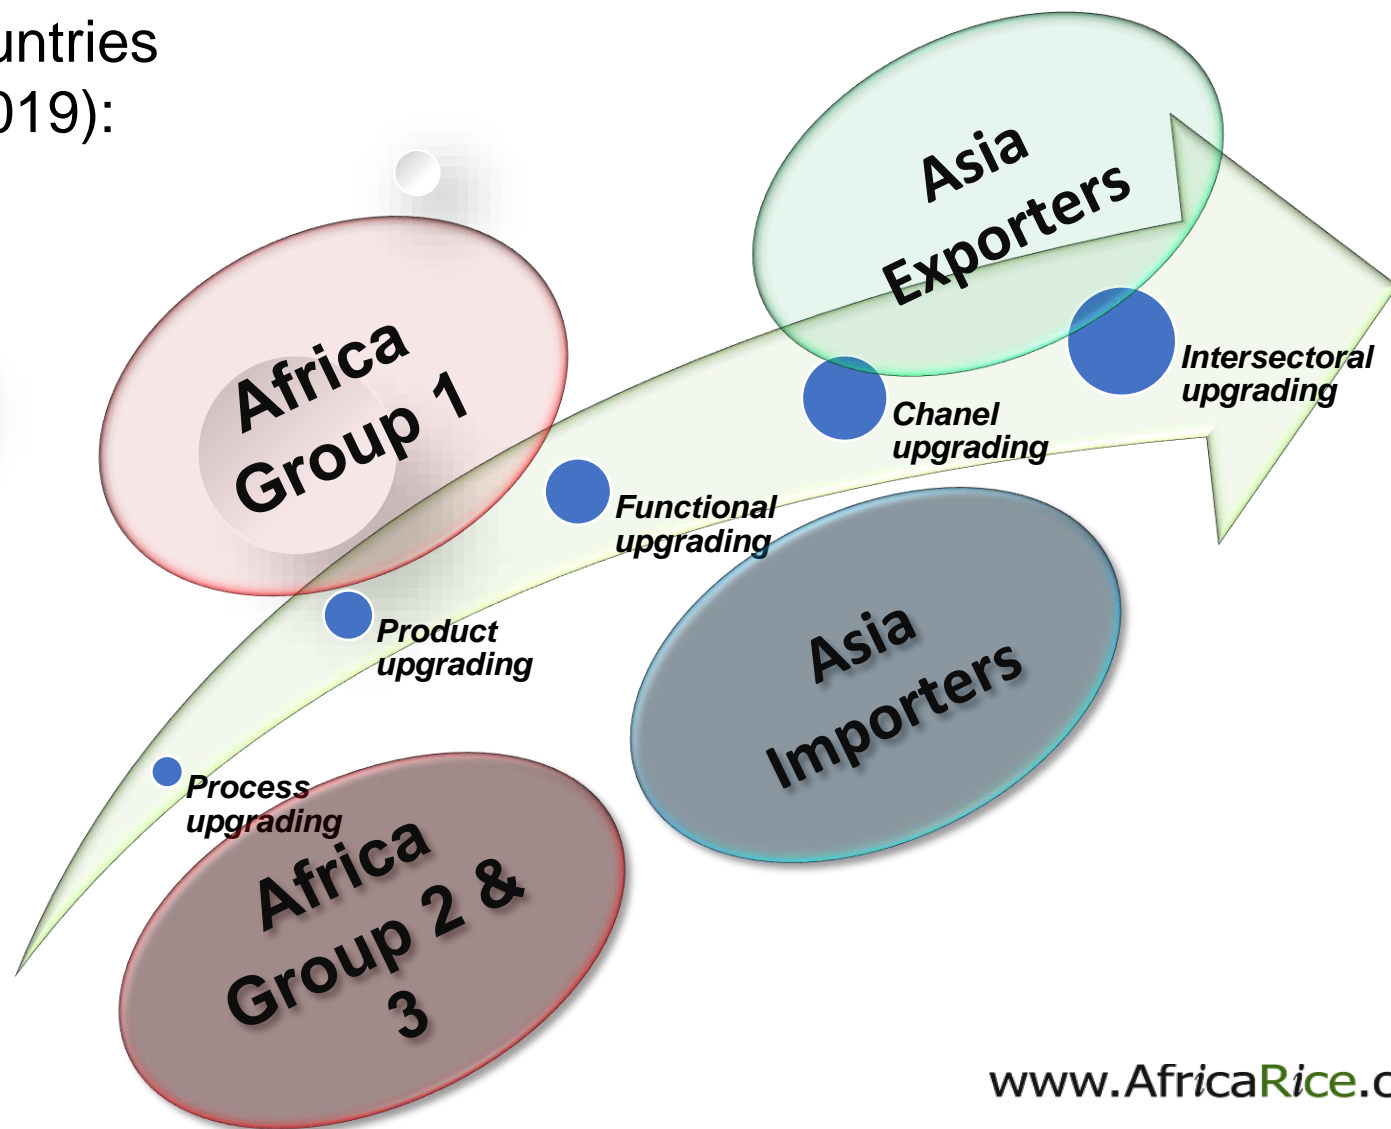 untries
019):
Asia
Exporters
Africa
Group 1
Intersectoral
upgrading
Chanel
upgrading
Functional
upgrading
Product
upgrading
Asia
Importers
Process
upgrading
Africa
Group 2 &
3
www.AfricaRice.c